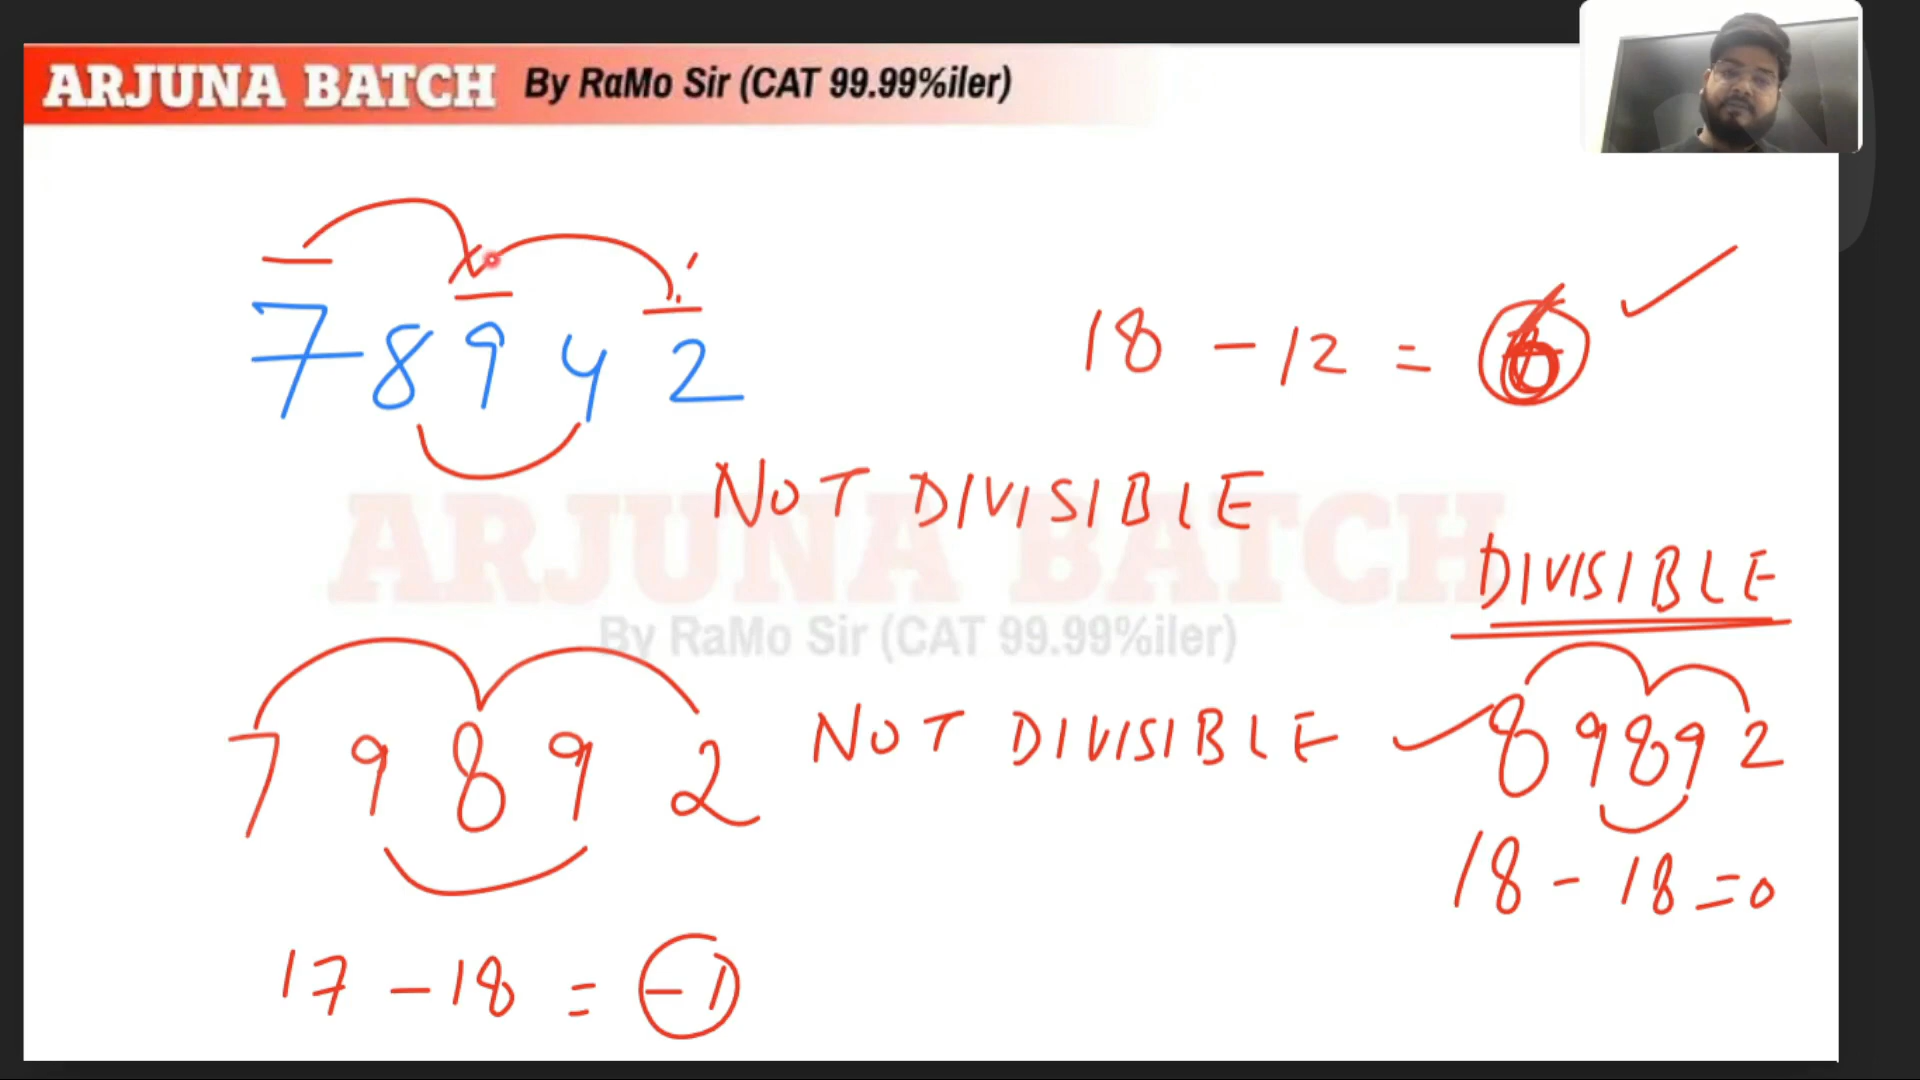 ARJUNA BATCH By RaMo Sir (CAT 99.99%iler)
78942
18 - 12 = 6
NOT DIVISIBLE
ARJUNA BATCH
By RaMo Sir (CAT 99.99%iler)
DIVISIBLE
79892 NOT DIVISIBLE 89892
18 - 18 = 0
17 - 18 = -1